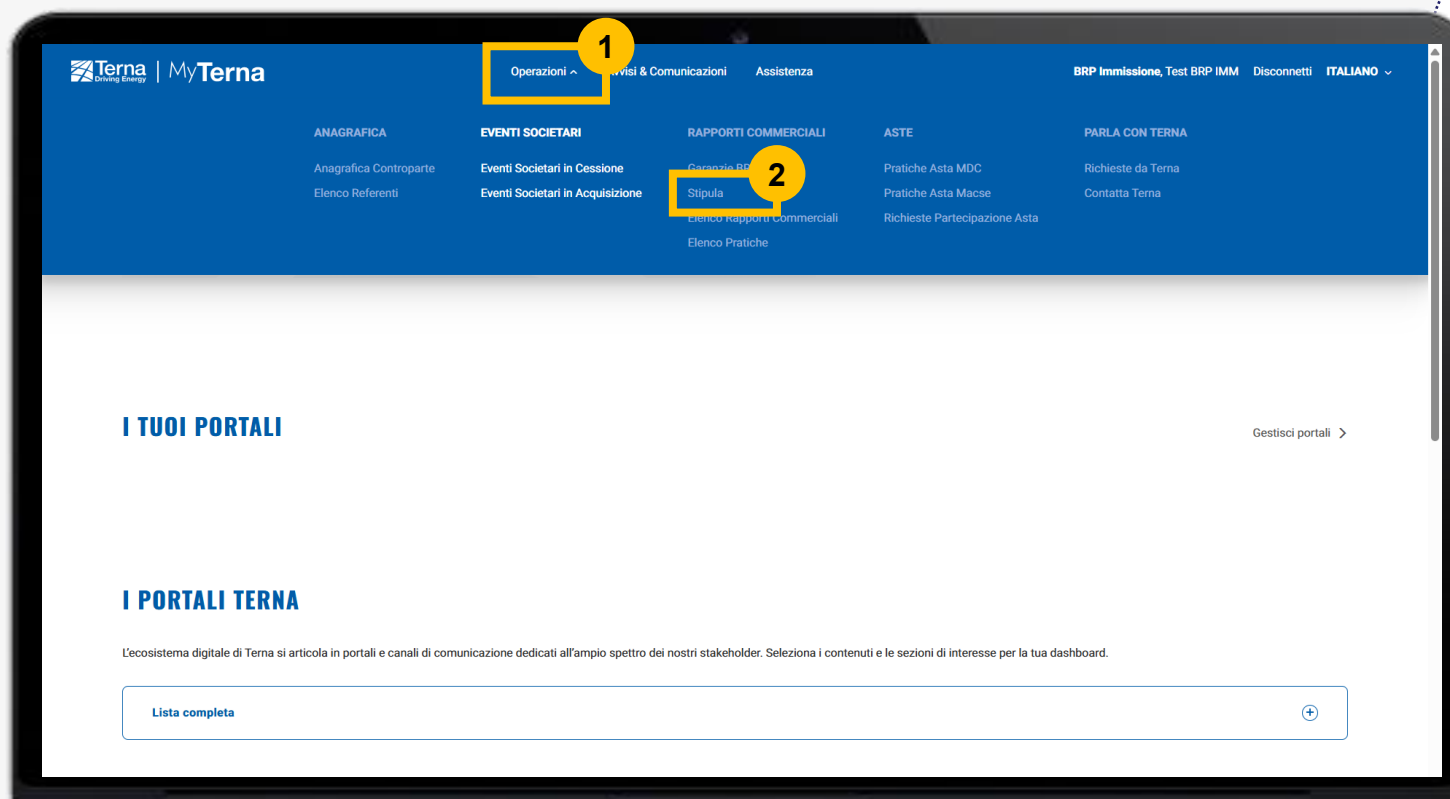 1
Terna
Driving Energy
MyTerna
Operazioni
& Comunicazioni
Assistenza
BRP Immissione, Test BRP IMM
Disconnetti
ITALIANO
ANAGRAFICA
Anagrafica Controparte
Elenco Referenti
EVENTI SOCIETARI
Eventi Societari in Cessione
Eventi Societari in Acquisizione
RAPPORTI COMMERCIALI
Garanzie
2
Stipula
Elenco Rapporti Commerciali
Elenco Pratiche
ASTE
Pratiche Asta MDC
Pratiche Asta Macse
Richieste Partecipazione Asta
PARLA CON TERNA
Richieste da Terna
Contatta Terna
I TUOI PORTALI
Gestisci portali
I PORTALI TERNA
L'ecosistema digitale di Terna si articola in portali e canali di comunicazione dedicati all'ampio spettro dei nostri stakeholder. Seleziona i contenuti e le sezioni di interesse per la tua dashboard.
Lista completa